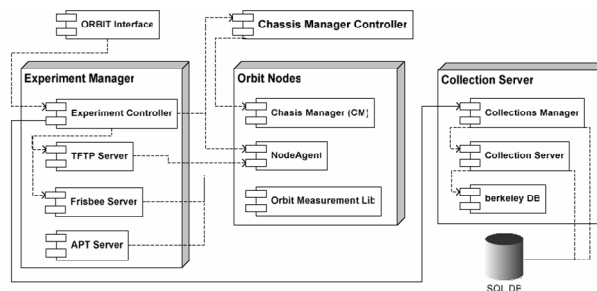 ORBIT Interface
Chassis Manager Controller
Experiment Manager
Experiment Controller
TFTP Server
Frisbee Server
APT Server
Orbit Nodes
Chasis Manager (CM)
NodeAgent
Orbit Measurement Lib
Collection Server
Collections Manager
Collection Server
berkeley DB
SQL DB